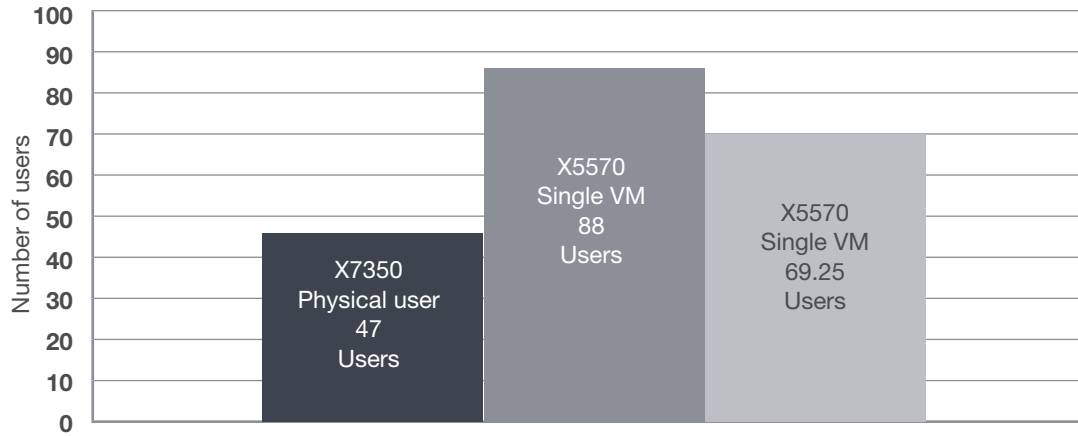 100
90
80
70
60
50
40
30
20
10
0
Number of users
X7350
Physical user
47
Users
X5570
Single VM
88
Users
X5570
Single VM
69.25
Users